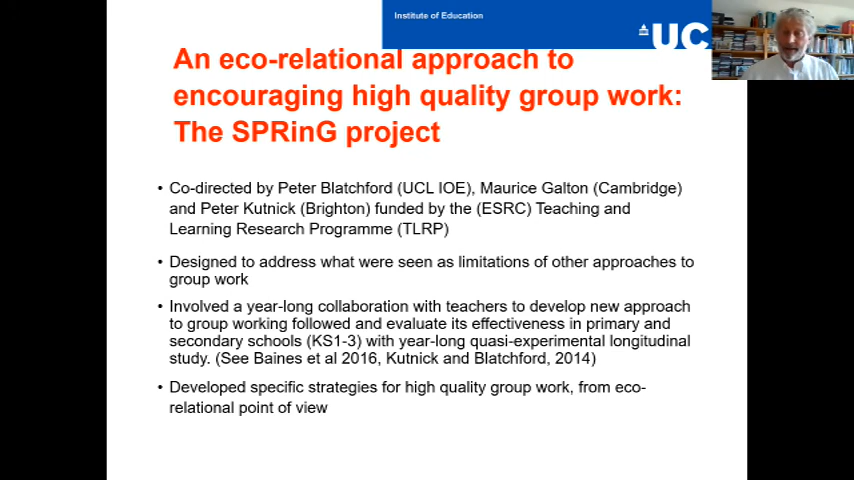 Institute of Education
UC
An eco-relational approach to
encouraging high quality group work:
The SPRinG project
• Co-directed by Peter Blatchford (UCL IOE), Maurice Galton (Cambridge)
and Peter Kutnick (Brighton) funded by the (ESRC) Teaching and
Learning Research Programme (TLRP)
• Designed to address what were seen as limitations of other approaches to
group work
• Involved a year-long collaboration with teachers to develop new approach
to group working followed and evaluate its effectiveness in primary and
secondary schools (KS1-3) with year-long quasi-experimental longitudinal
study. (See Baines et al 2016, Kutnick and Blatchford, 2014)
• Developed specific strategies for high quality group work, from eco-
relational point of view